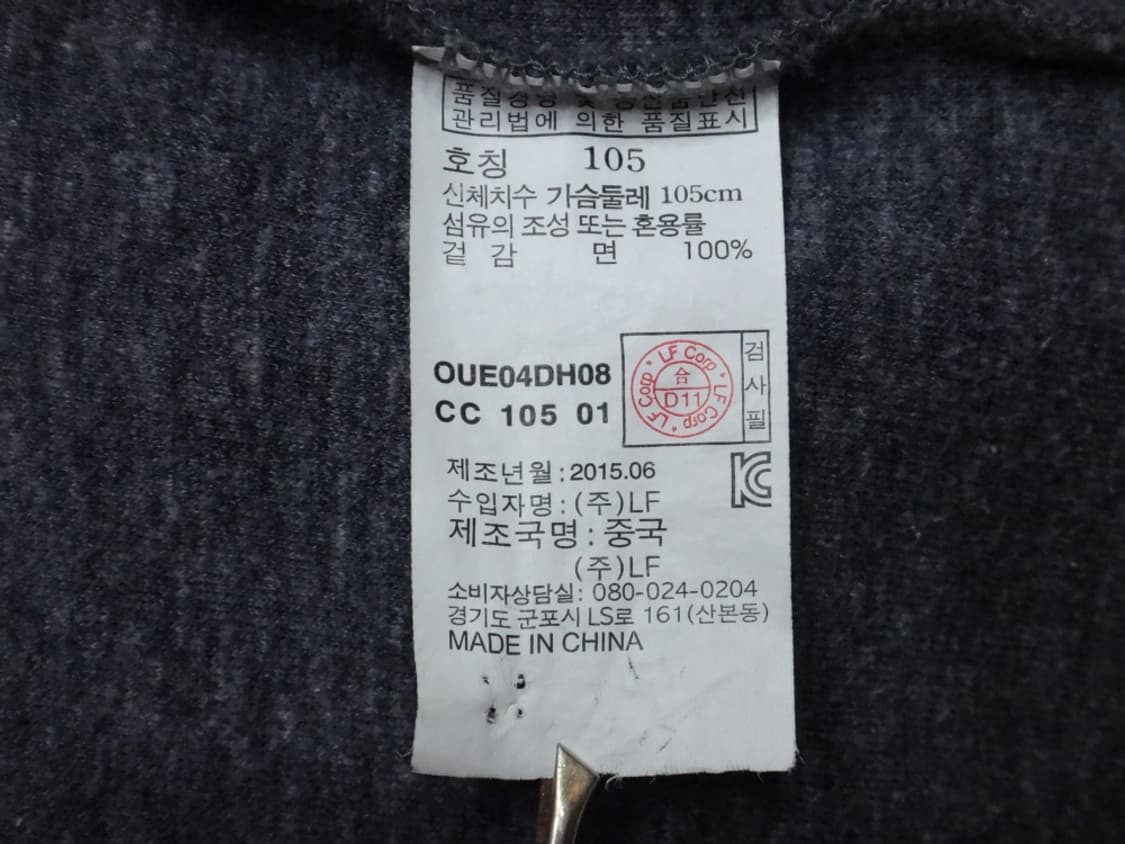 품질경영 및 공산품안전
관리법에 의한 품질표시
호칭 105
신체치수 가슴둘레 105cm
섬유의 조성 또는 혼용률
겉감 면 100%
OUE04DH08
CC 105 01
LF Corp • LF Corp • LF Corp •
合
D11
검사필
제조년월 : 2015.06
수입자명 : (주)LF
제조국명 : 중국
(주)LF
소비자상담실: 080-024-0204
경기도 군포시 LS로 161(산본동)
MADE IN CHINA